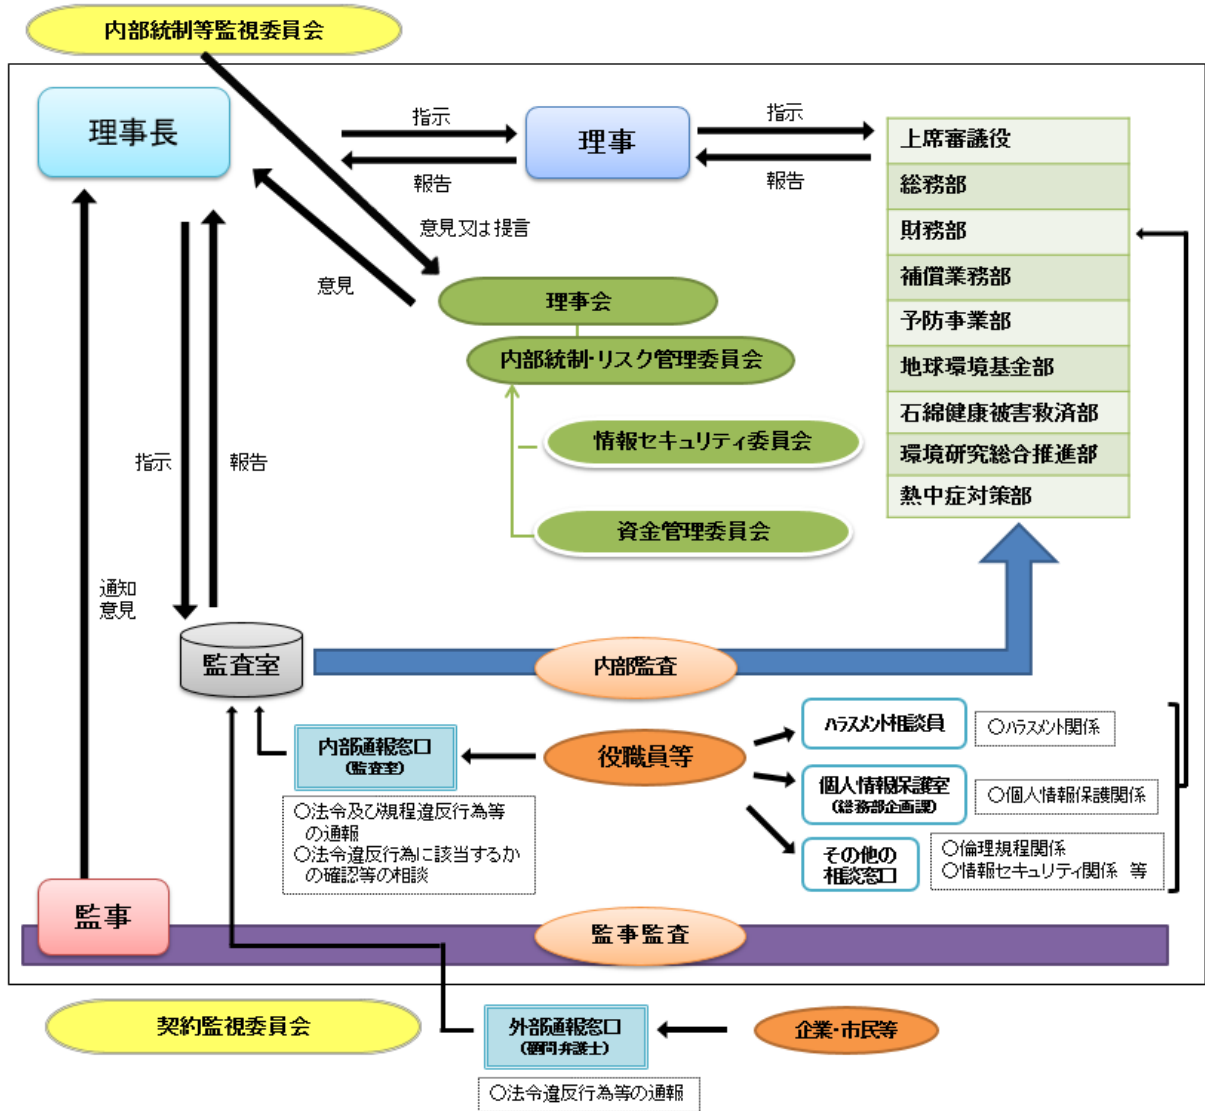 内部統制等監視委員会
理事長
指示
報告
理事
指示
報告
上席審議役
総務部
財務部
補償業務部
予防事業部
地球環境基金部
石綿健康被害救済部
環境研究総合推進部
熱中症対策部
意見又は提言
意見
理事会
内部統制・リスク管理委員会
情報セキュリティ委員会
資金管理委員会
指示
報告
通知
意見
監査室
内部監査
内部通報窓口
(監査室)
○法令及び規程違反行為等
の通報
○法令違反行為に該当するか
の確認等の相談
役職員等
ハラスメント相談員
○ハラスメント関係
個人情報保護室
(総務部企画課)
○個人情報保護関係
その他の
相談窓口
○倫理規程関係
○情報セキュリティ関係 等
監事
監事監査
契約監視委員会
外部通報窓口
(顧問弁護士)
企業・市民等
○法令違反行為等の通報